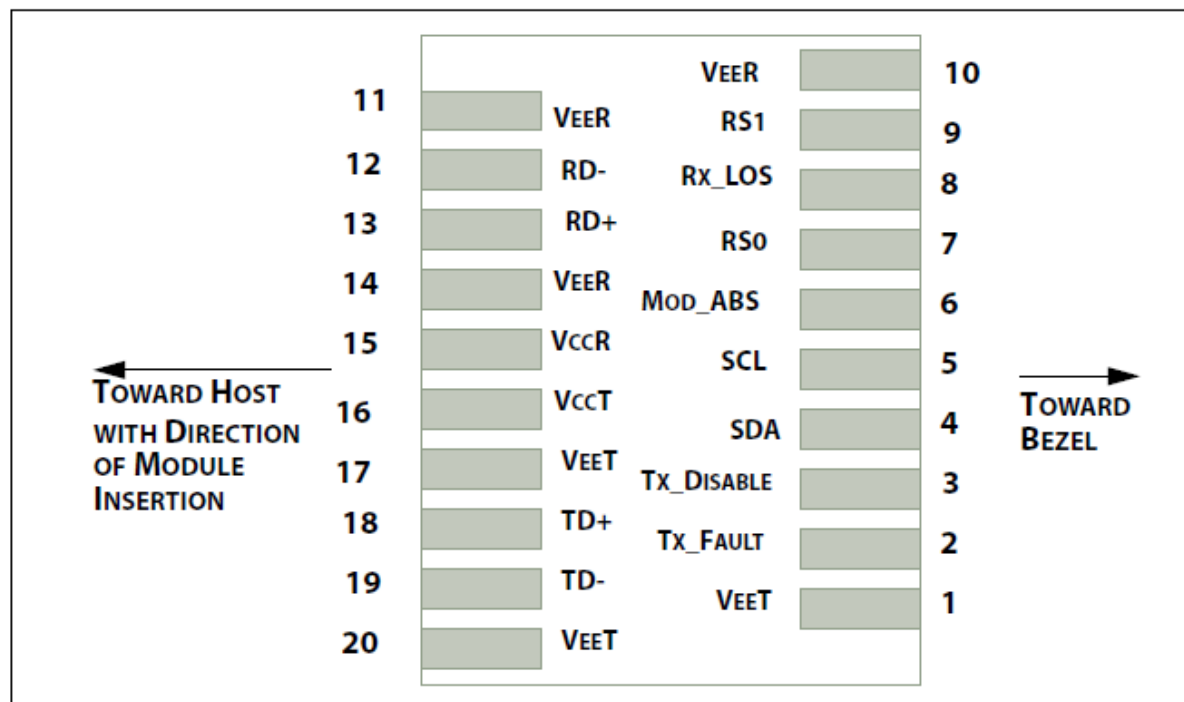 VEER 10
11 VEER
RS1 9
12 RD-
Rx_LOS 8
13 RD+
RS0 7
14 VEER
MOD_ABS 6
15 VCCR
SCL 5
TOWARD HOST
WITH DIRECTION
OF MODULE
INSERTION
TOWARD
BEZEL
16 VCCT
SDA 4
17 VEET
TX_DISABLE 3
18 TD+
TX_FAULT 2
19 TD-
VEET 1
20 VEET